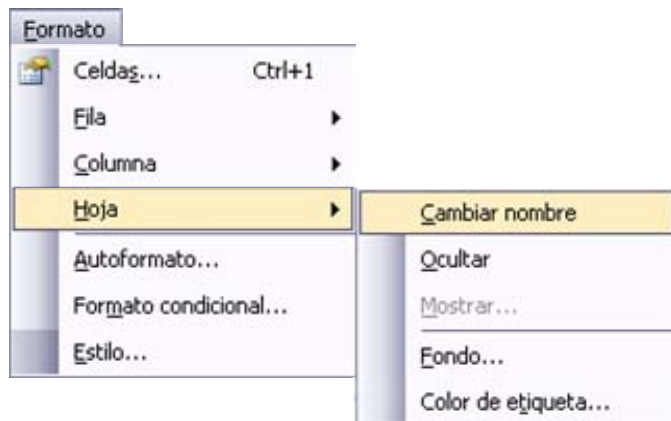 Formato
Celdas... Ctrl+1
Fila
Columna
Hoja
Autoformato...
Formato condicional...
Estilo...
Cambiar nombre
Ocultar
Mostrar...
Fondo...
Color de etiqueta...